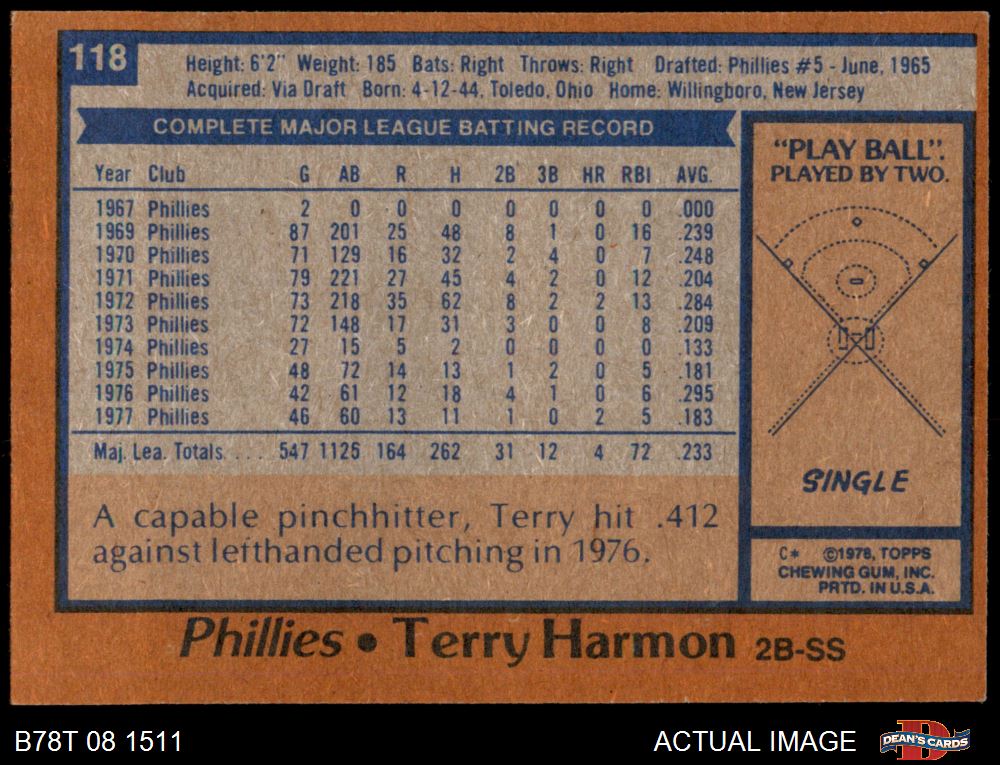 118
Height: 6'2" Weight: 185 Bats: Right Throws: Right Drafted: Phillies #5 - June, 1965
Acquired: Via Draft Born: 4-12-44, Toledo, Ohio Home: Willingboro, New Jersey
COMPLETE MAJOR LEAGUE BATTING RECORD
Year Club G AB R H 2B 3B HR RBI AVG.
1967 Phillies 2 0 0 0 0 0 0 0 .000
1969 Phillies 87 201 25 48 8 1 0 16 .239
1970 Phillies 71 129 16 32 2 4 0 7 .248
1971 Phillies 79 221 27 45 4 2 0 12 .204
1972 Phillies 73 218 35 62 8 2 2 13 .284
1973 Phillies 72 148 17 31 3 0 0 8 .209
1974 Phillies 27 15 5 2 0 0 0 0 .133
1975 Phillies 48 72 14 13 1 2 0 5 .181
1976 Phillies 42 61 12 18 4 1 0 6 .295
1977 Phillies 46 60 13 11 1 0 2 5 .183
Maj. Lea. Totals. . . . 547 1125 164 262 31 12 4 72 .233
A capable pinchhitter, Terry hit .412
against lefthanded pitching in 1976.
"PLAY BALL".
PLAYED BY TWO.
SINGLE
C* ©1978, TOPPS
CHEWING GUM, INC.
PRTD. IN U.S.A.
Phillies • Terry Harmon 2B-SS
B78T 08 1511
ACTUAL IMAGE
D
DEAN'S CARDS